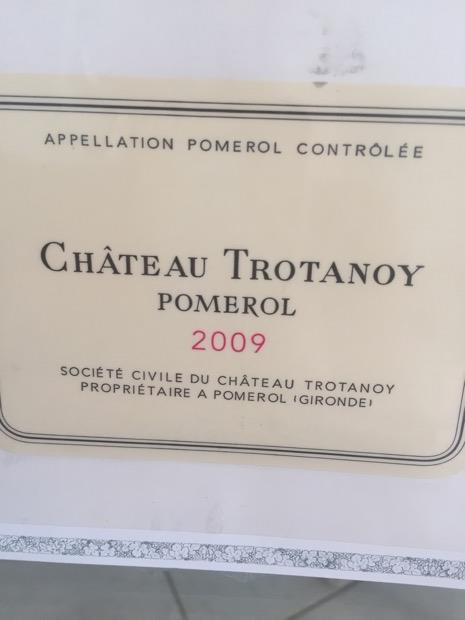 APPELLATION POMEROL CONTRÔLÉE
CHÂTEAU TROTANOY
POMEROL
2009
SOCIÉTÉ CIVILE DU CHÂTEAU TROTANOY
PROPRIÉTAIRE A POMEROL (GIRONDE)